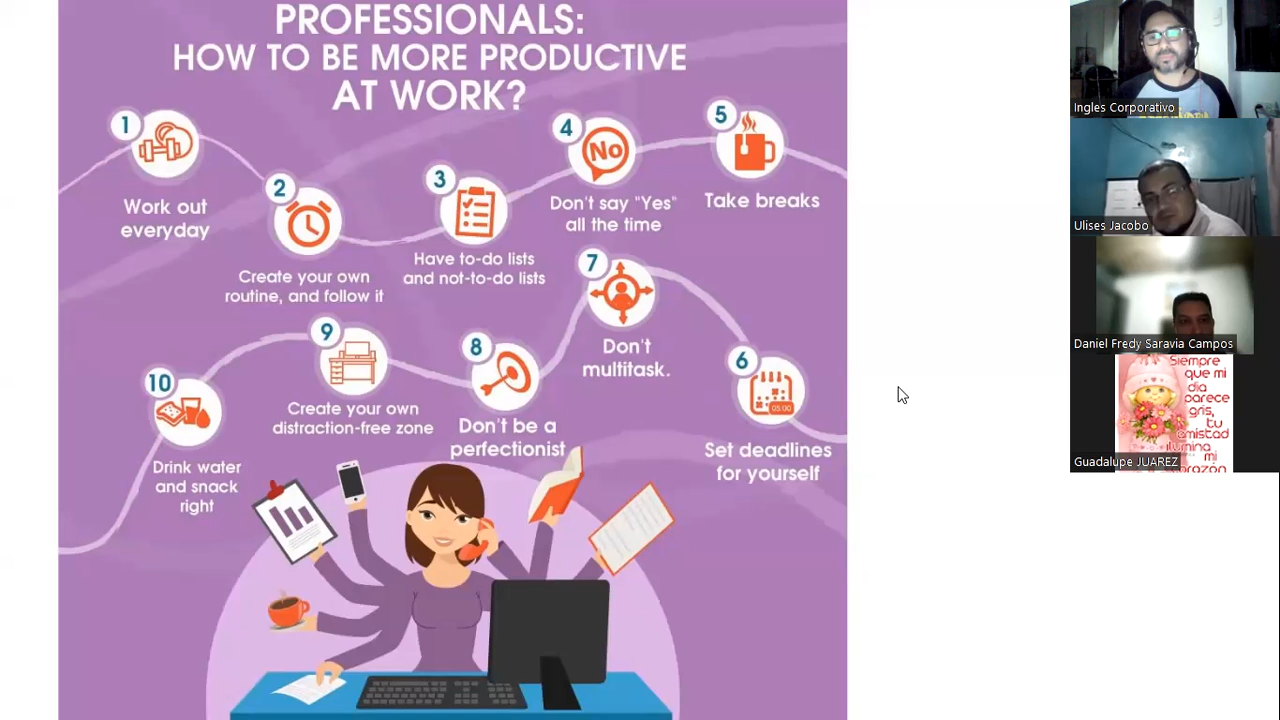 PROFESSIONALS:
HOW TO BE MORE PRODUCTIVE
AT WORK?
1
Work out
everyday
2
Create your own
routine, and follow it
3
Have to-do lists
and not-to-do lists
4
No
Don't say "Yes"
all the time
5
Take breaks
6
05:00
Set deadlines
for yourself
7
Don't
multitask.
8
Don't be a
perfectionist
9
Create your own
distraction-free zone
10
Drink water
and snack
right
Ingles Corporativo
Ulises Jacobo
Daniel Fredy Saravia Campos
Siempre
que mi
día
parece
gris,
tu
amistad
ilumina
mi
corazón
Guadalupe JUAREZ